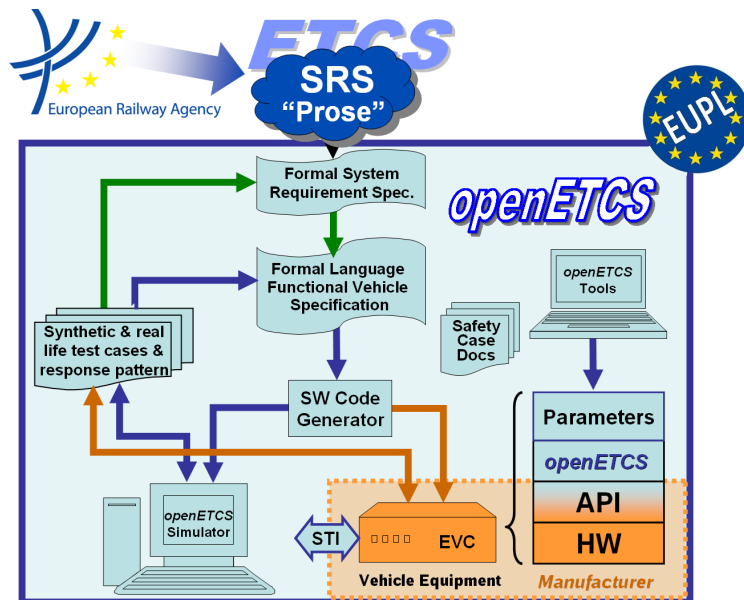 ETCS
SRS
“Prose”
European Railway Agency
EUPL
Formal System
Requirement Spec.
openETCS
Formal Language
Functional Vehicle
Specification
openETCS
Tools
Synthetic & real
life test cases &
response pattern
Safety
Case
Docs
SW Code
Generator
Parameters
openETCS
API
HW
openETCS
Simulator
STI
EVC
Vehicle Equipment
Manufacturer